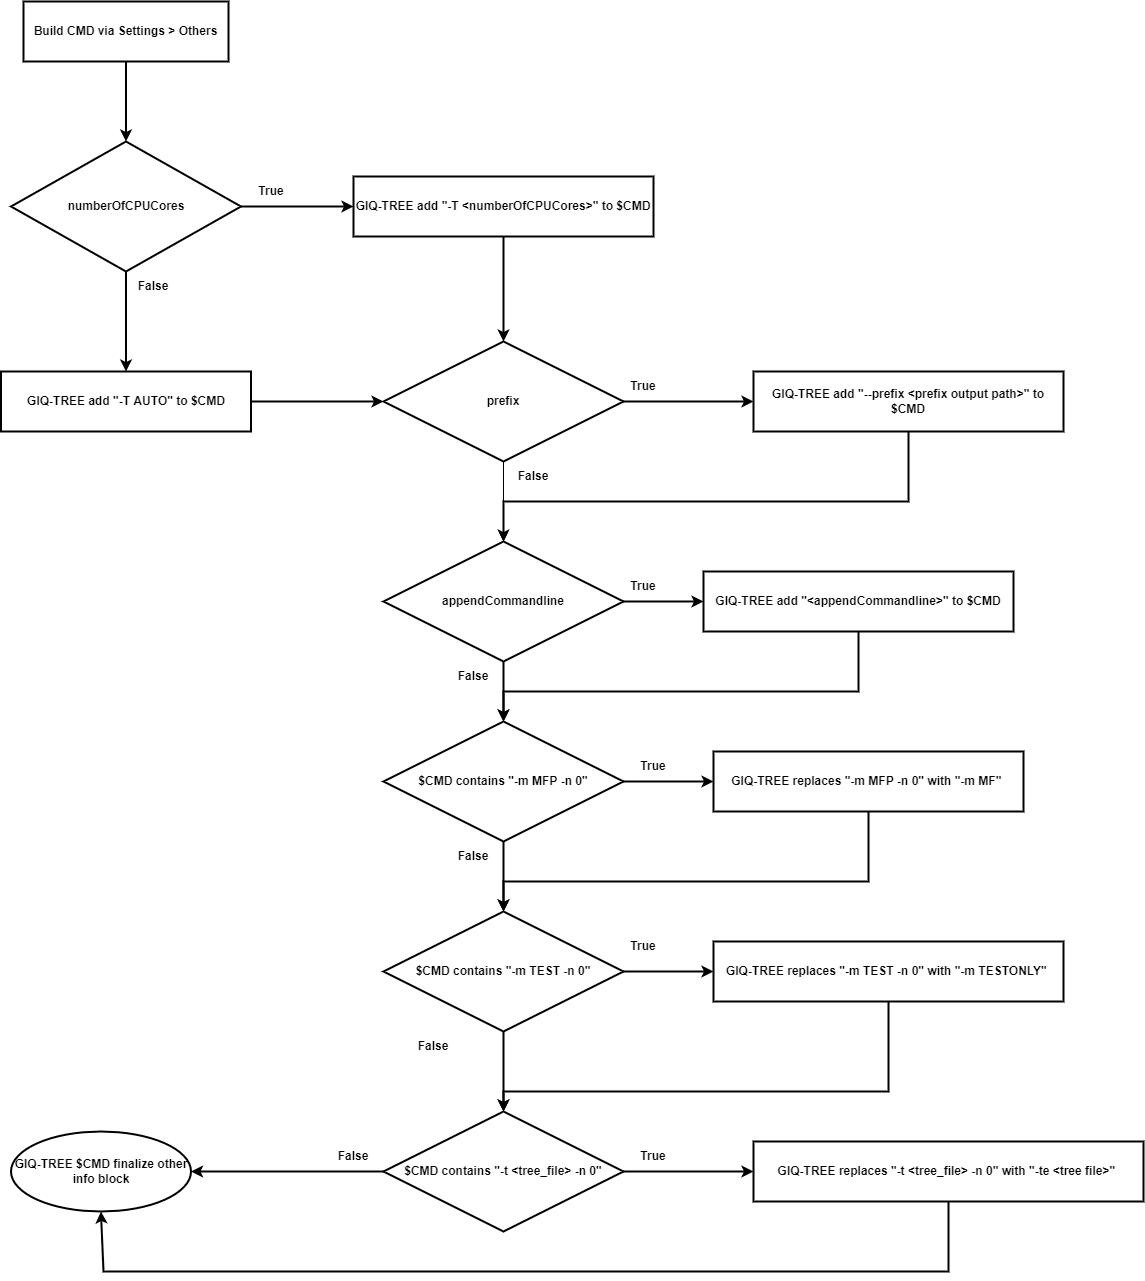 Build CMD via Settings > Others
numberOfCPUCores
True
GIQ-TREE add "-T <numberOfCPUCores>" to $CMD
False
GIQ-TREE add "-T AUTO" to $CMD
prefix
True
GIQ-TREE add "--prefix <prefix output path>" to
$CMD
False
appendCommandline
True
GIQ-TREE add "<appendCommandline>" to $CMD
False
$CMD contains "-m MFP -n 0"
True
GIQ-TREE replaces "-m MFP -n 0" with "-m MF"
False
$CMD contains "-m TEST -n 0"
True
GIQ-TREE replaces "-m TEST -n 0" with "-m TESTONLY"
False
$CMD contains "-t <tree_file> -n 0"
True
GIQ-TREE replaces "-t <tree_file> -n 0" with "-te <tree file>"
False
GIQ-TREE $CMD finalize other
info block